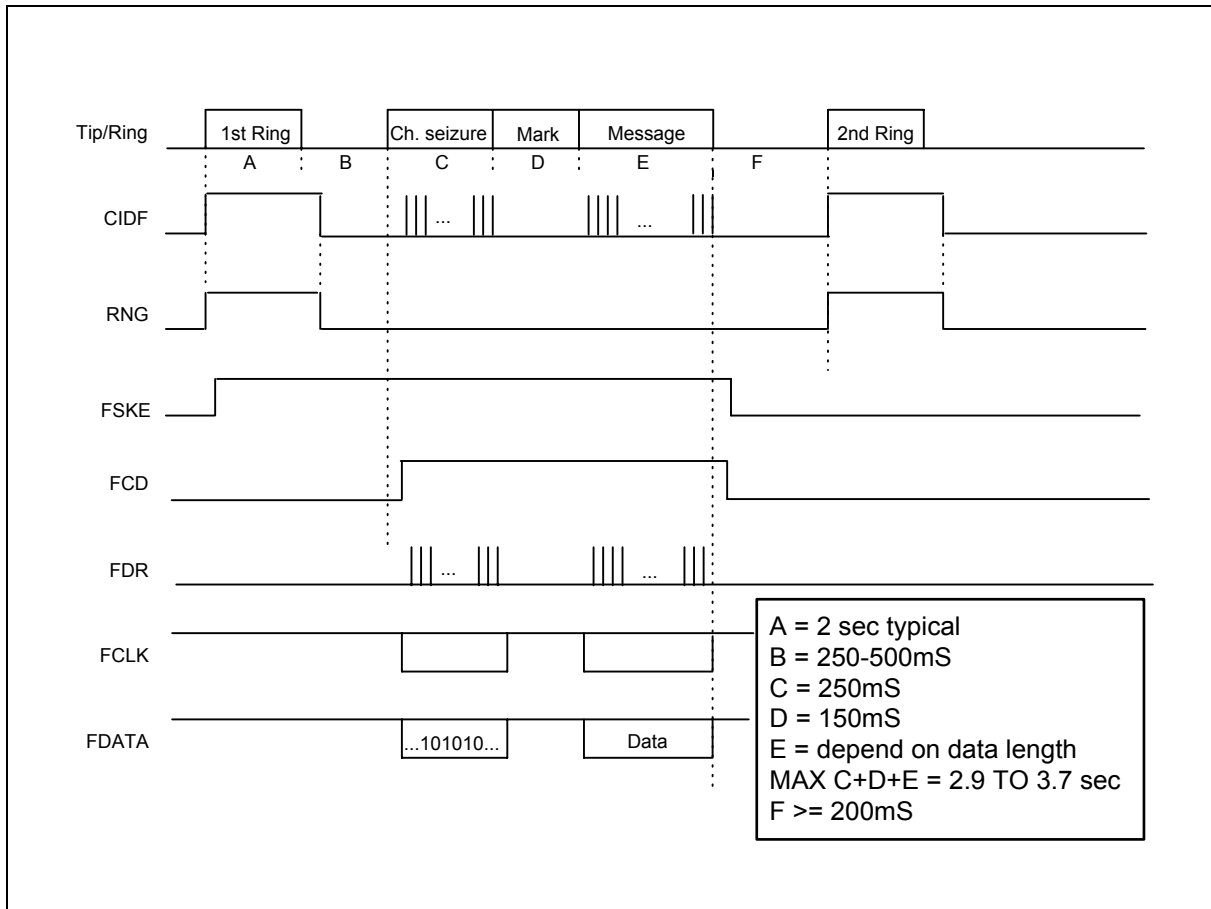 Tip/Ring 1st Ring Ch. seizure Mark Message 2nd Ring
A B C D E F
CIDF ... ...
RNG
FSKE
FCD
FDR ... ...
FCLK
FDATA ...101010... Data
A = 2 sec typical
B = 250-500mS
C = 250mS
D = 150mS
E = depend on data length
MAX C+D+E = 2.9 TO 3.7 sec
F >= 200mS